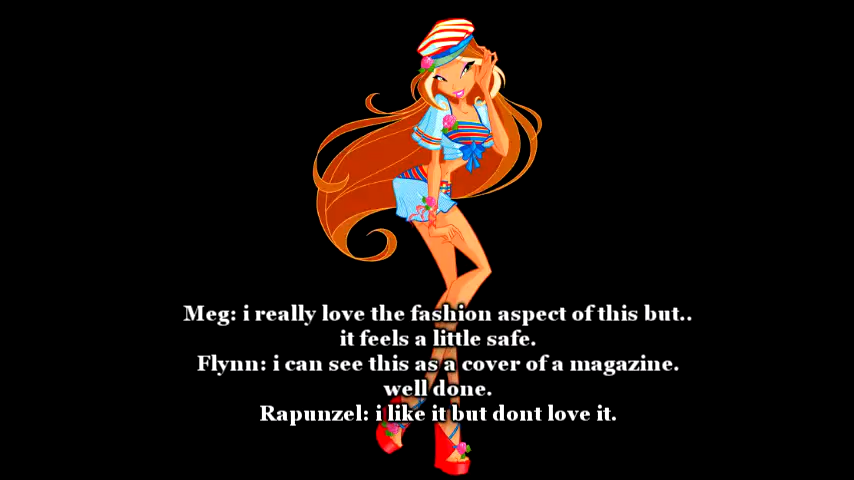 Meg: i really love the fashion aspect of this but..
it feels a little safe.
Flynn: i can see this as a cover of a magazine.
well done.
Rapunzel: i like it but dont love it.